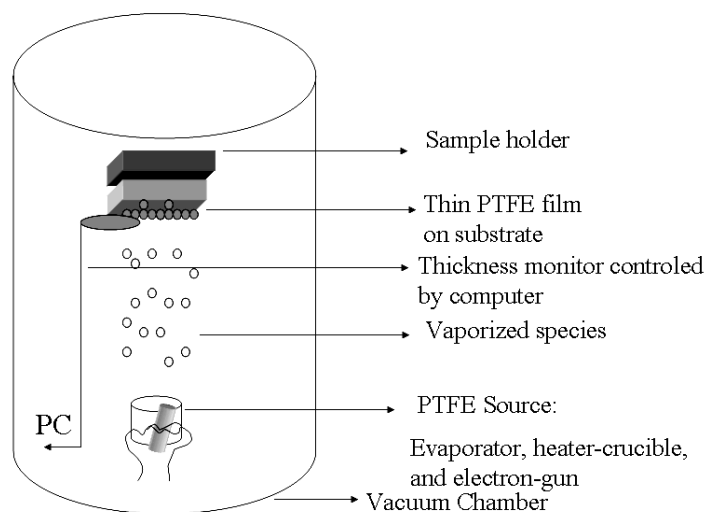 Sample holder
Thin PTFE film
on substrate
Thickness monitor controled
by computer
Vaporized species
PTFE Source:
PC
Evaporator, heater-crucible,
and electron-gun
Vacuum Chamber